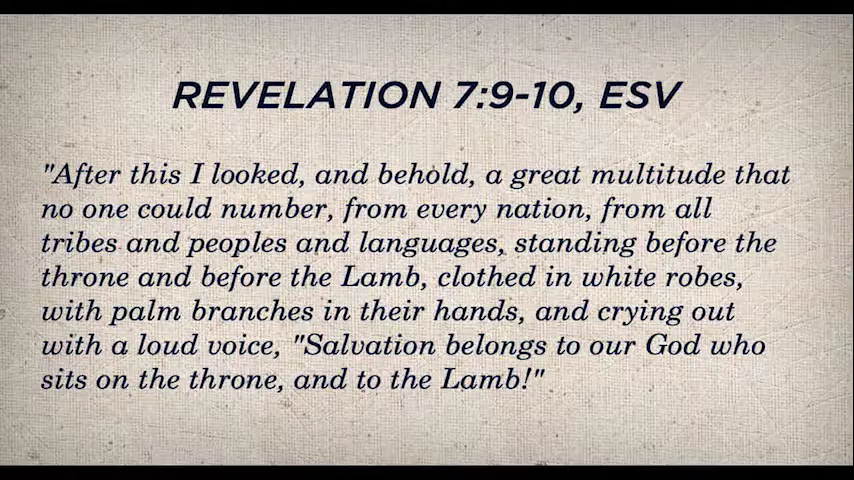 REVELATION 7:9-10, ESV
"After this I looked, and behold, a great multitude that
no one could number, from every nation, from all
tribes and peoples and languages, standing before the
throne and before the Lamb, clothed in white robes,
with palm branches in their hands, and crying out
with a loud voice, "Salvation belongs to our God who
sits on the throne, and to the Lamb!"